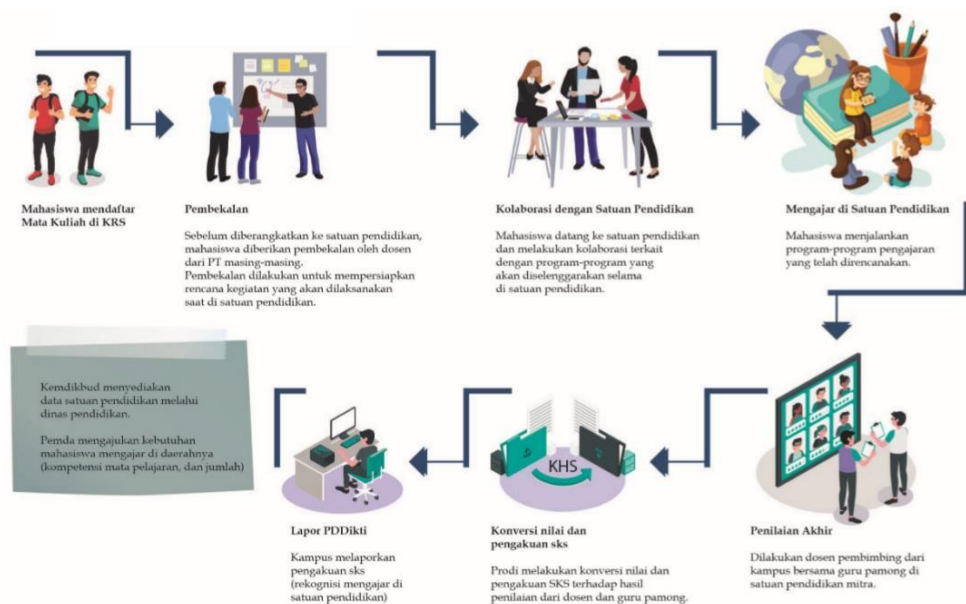 Mahasiswa mendaftar
Mata Kuliah di KRS
Pembekalan
Sebelum diberangkatkan ke satuan pendidikan,
mahasiswa diberikan pembekalan oleh dosen
dari PT masing-masing.
Pembekalan dilakukan untuk mempersiapkan
rencana kegiatan yang akan dilaksanakan
saat di satuan pendidikan.
Kolaborasi dengan Satuan Pendidikan
Mahasiswa datang ke satuan pendidikan
dan melakukan kolaborasi terkait
dengan program-program yang
akan diselenggarakan selama
di satuan pendidikan.
Mengajar di Satuan Pendidikan
Mahasiswa menjalankan
program-program pengajaran
yang telah direncanakan.
Kemdikbud menyediakan
data satuan pendidikan melalui
dinas pendidikan.
Pemda mengajukan kebutuhan
mahasiswa mengajar di daerahnya
(kompetensi mata pelajaran, dan jumlah)
Lapor PDDikti
Kampus melaporkan
pengakuan sks
(rekognisi mengajar di
satuan pendidikan)
KHS
Konversi nilai dan
pengakuan sks
Prodi melakukan konversi nilai dan
pengakuan SKS terhadap hasil
penilaian dari dosen dan guru pamong.
Penilaian Akhir
Dilakukan dosen pembimbing dari
kampus bersama guru pamong di
satuan pendidikan mitra.